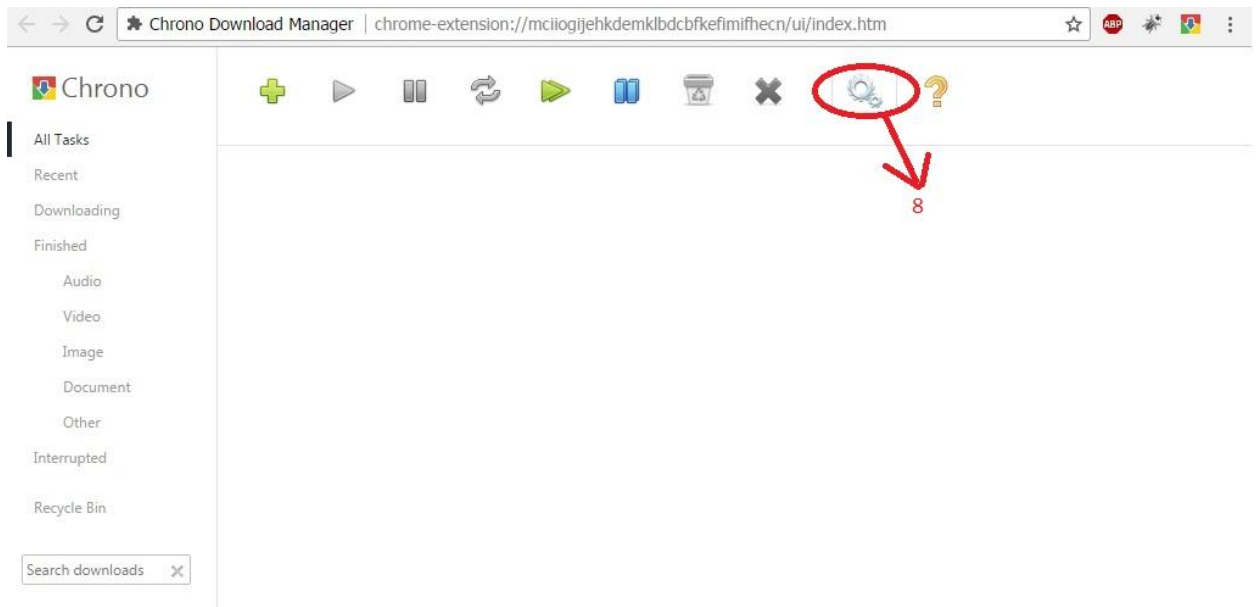 Chrono Download Manager | chrome-extension://mciiogijehkdemklbdcbfkefimifhecn/ui/index.htm
ABP
Chrono
All Tasks
Recent
Downloading
Finished
Audio
Video
Image
Document
Other
Interrupted
Recycle Bin
Search downloads
8